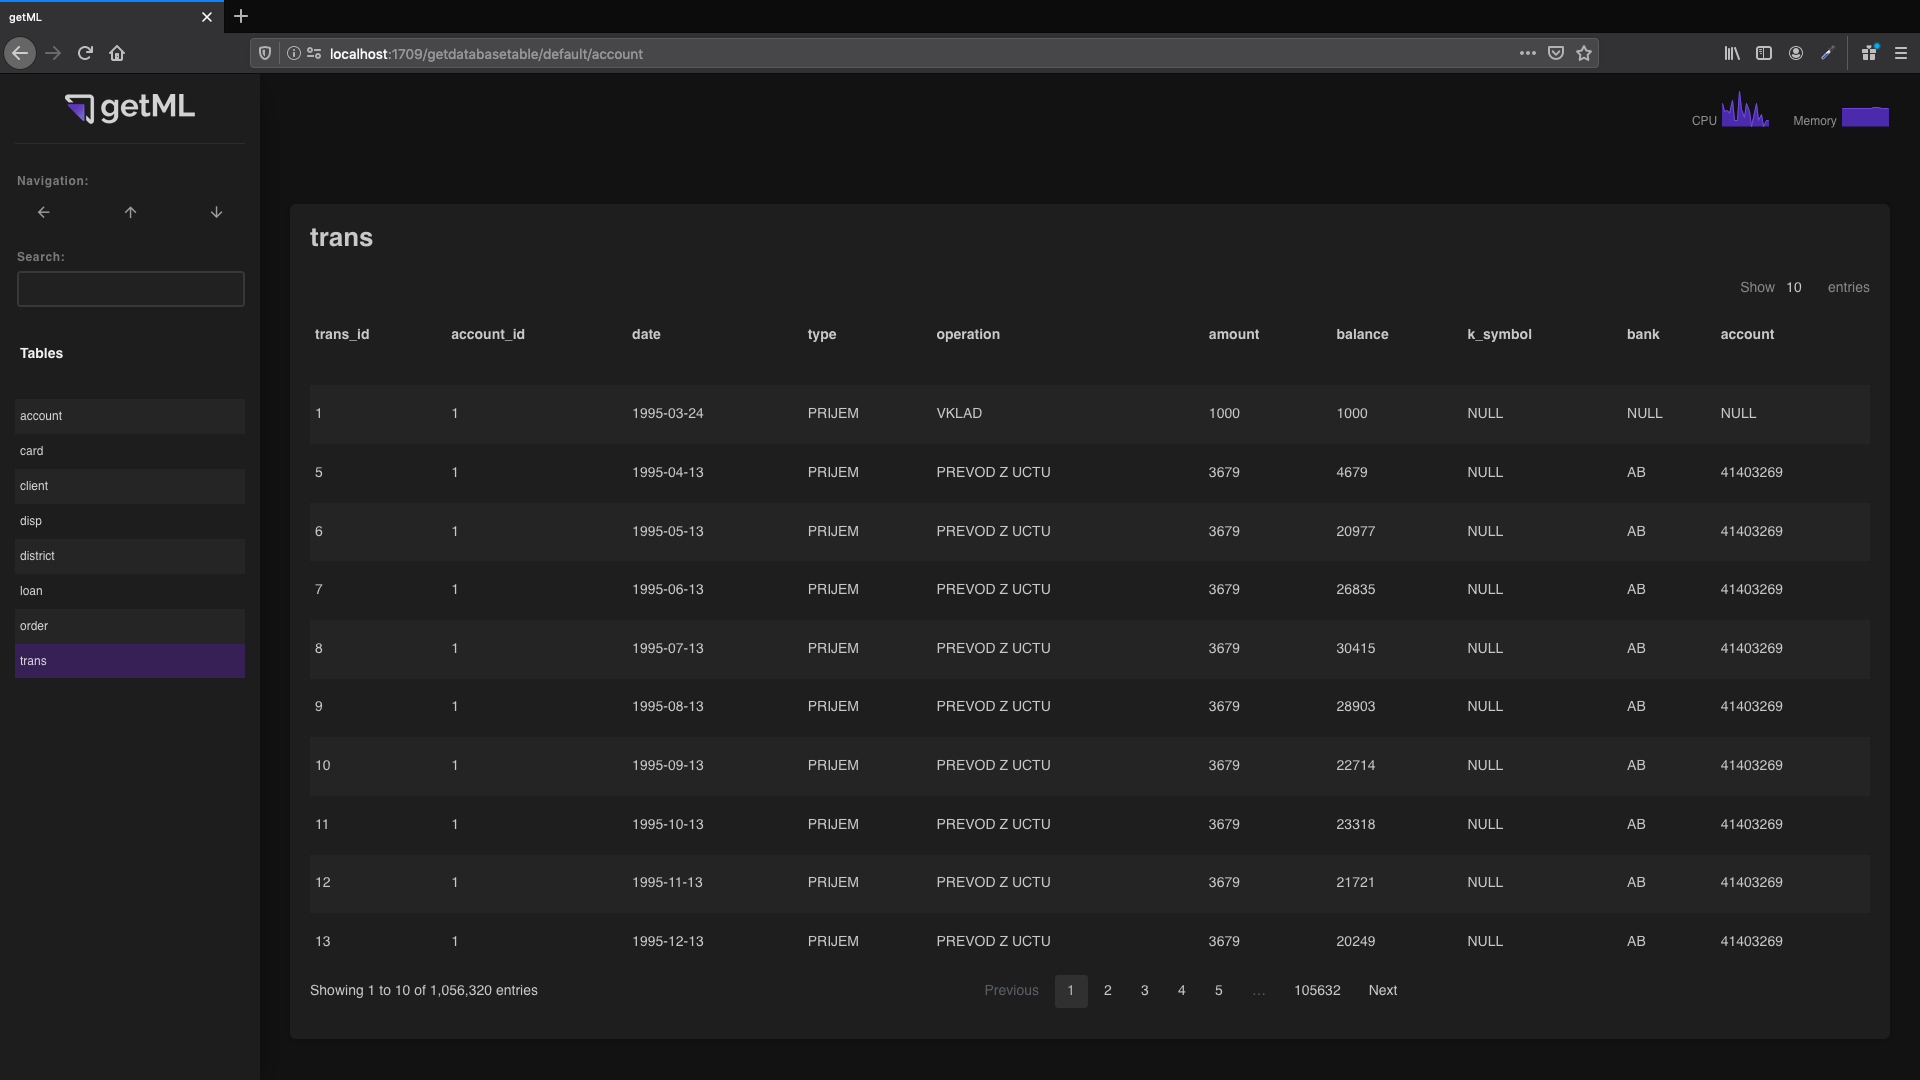 getML
localhost:1709/getdatabasetable/default/account
getML
CPU
Memory
Navigation:
Search:
Tables
account
card
client
disp
district
loan
order
trans
trans
Show 10 entries
trans_id account_id date type operation amount balance k_symbol bank account
1 1 1995-03-24 PRIJEM VKLAD 1000 1000 NULL NULL NULL
5 1 1995-04-13 PRIJEM PREVOD Z UCTU 3679 4679 NULL AB 41403269
6 1 1995-05-13 PRIJEM PREVOD Z UCTU 3679 20977 NULL AB 41403269
7 1 1995-06-13 PRIJEM PREVOD Z UCTU 3679 26835 NULL AB 41403269
8 1 1995-07-13 PRIJEM PREVOD Z UCTU 3679 30415 NULL AB 41403269
9 1 1995-08-13 PRIJEM PREVOD Z UCTU 3679 28903 NULL AB 41403269
10 1 1995-09-13 PRIJEM PREVOD Z UCTU 3679 22714 NULL AB 41403269
11 1 1995-10-13 PRIJEM PREVOD Z UCTU 3679 23318 NULL AB 41403269
12 1 1995-11-13 PRIJEM PREVOD Z UCTU 3679 21721 NULL AB 41403269
13 1 1995-12-13 PRIJEM PREVOD Z UCTU 3679 20249 NULL AB 41403269
Showing 1 to 10 of 1,056,320 entries
Previous 1 2 3 4 5 … 105632 Next